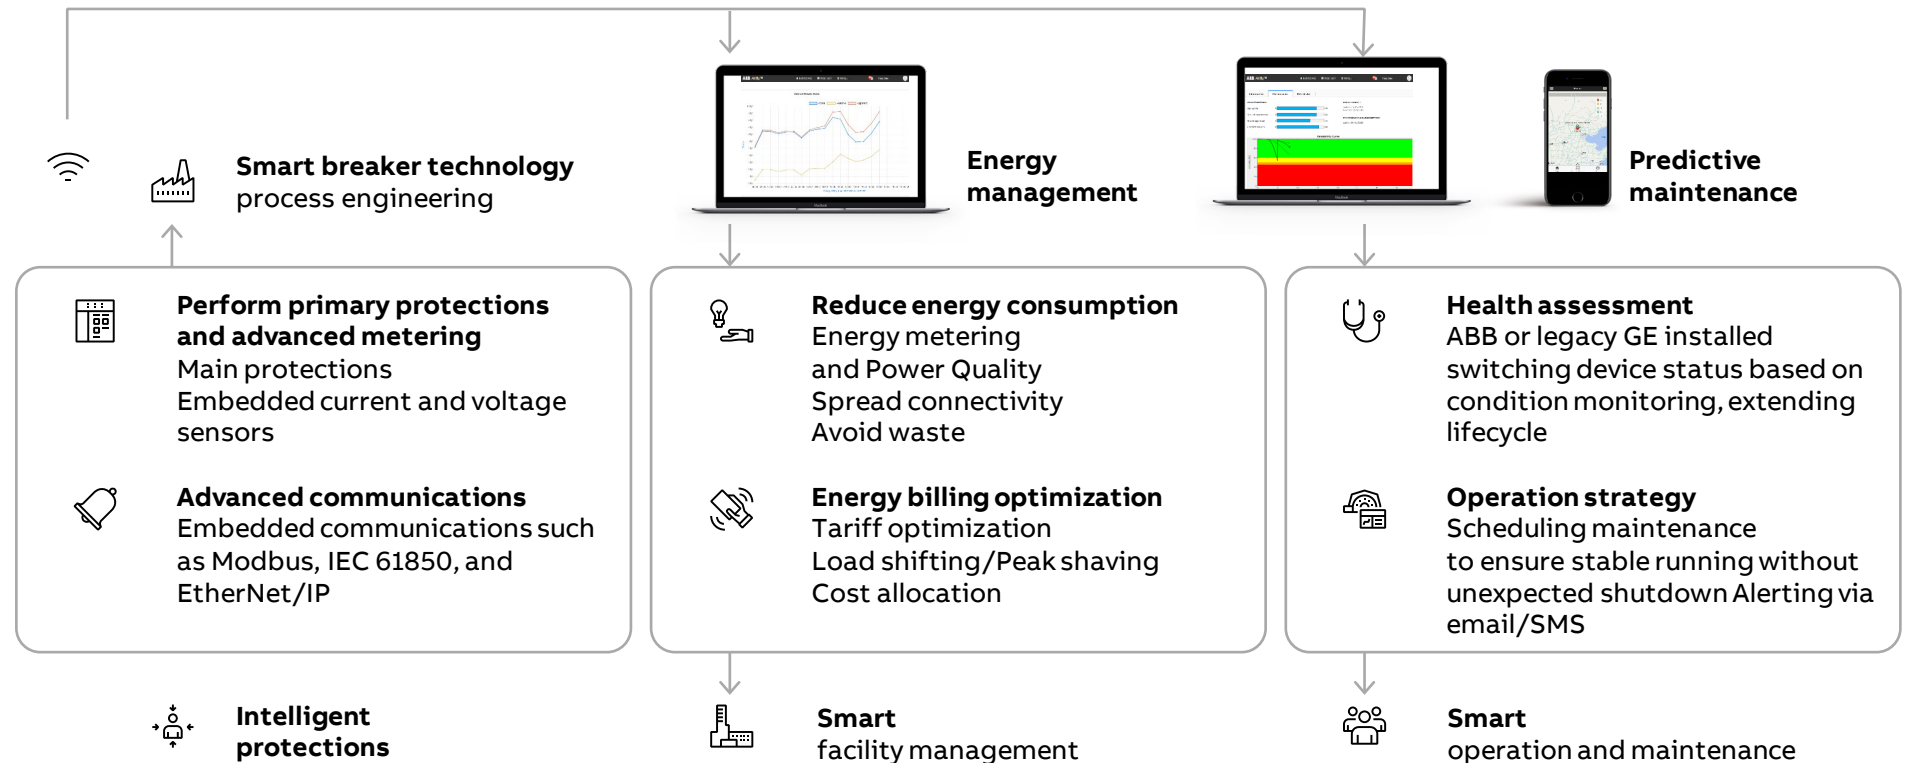 Smart breaker technology
process engineering
Energy
management
Predictive
maintenance
Perform primary protections
and advanced metering
Main protections
Embedded current and voltage
sensors
Advanced communications
Embedded communications such
as Modbus, IEC 61850, and
EtherNet/IP
Reduce energy consumption
Energy metering
and Power Quality
Spread connectivity
Avoid waste
Energy billing optimization
Tariff optimization
Load shifting/Peak shaving
Cost allocation
Health assessment
ABB or legacy GE installed
switching device status based on
condition monitoring, extending
lifecycle
Operation strategy
Scheduling maintenance
to ensure stable running without
unexpected shutdown Alerting via
email/SMS
Intelligent
protections
Smart
facility management
Smart
operation and maintenance